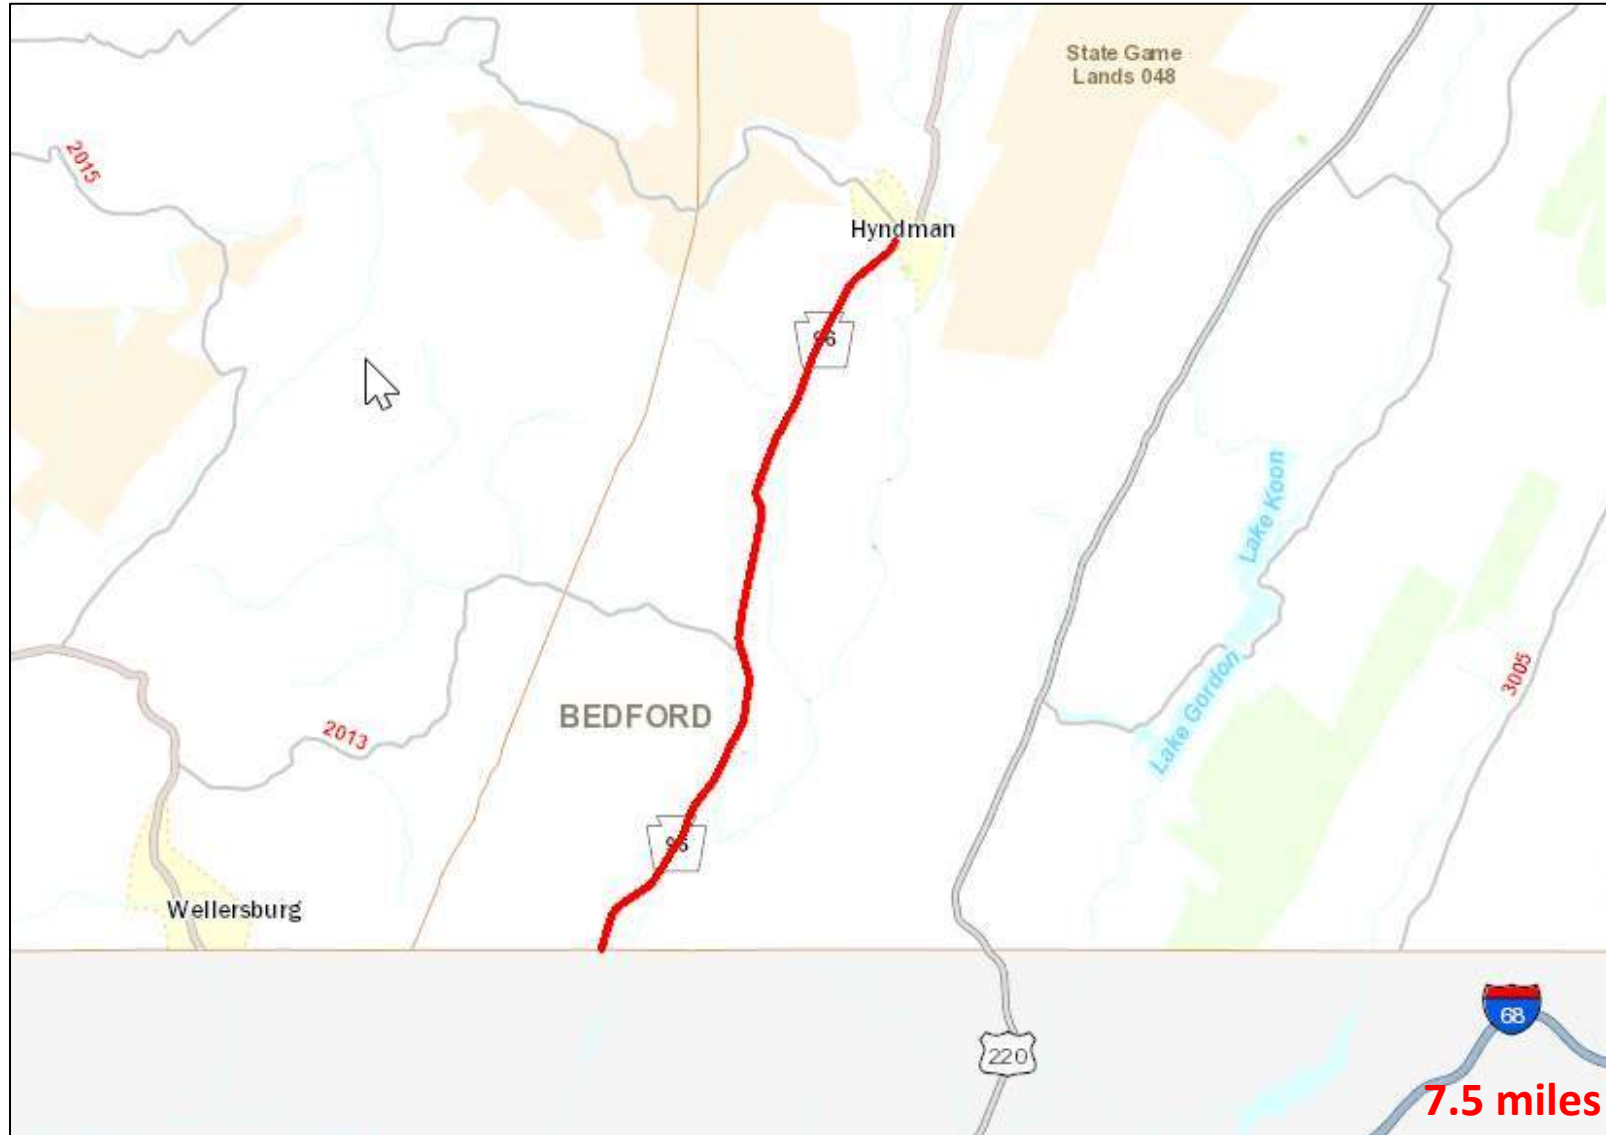 State Game
Lands 048
2015
Hyndman
96
Lake Koon
3005
Lake Gordon
BEDFORD
2013
96
Wellersburg
68
220
7.5 miles